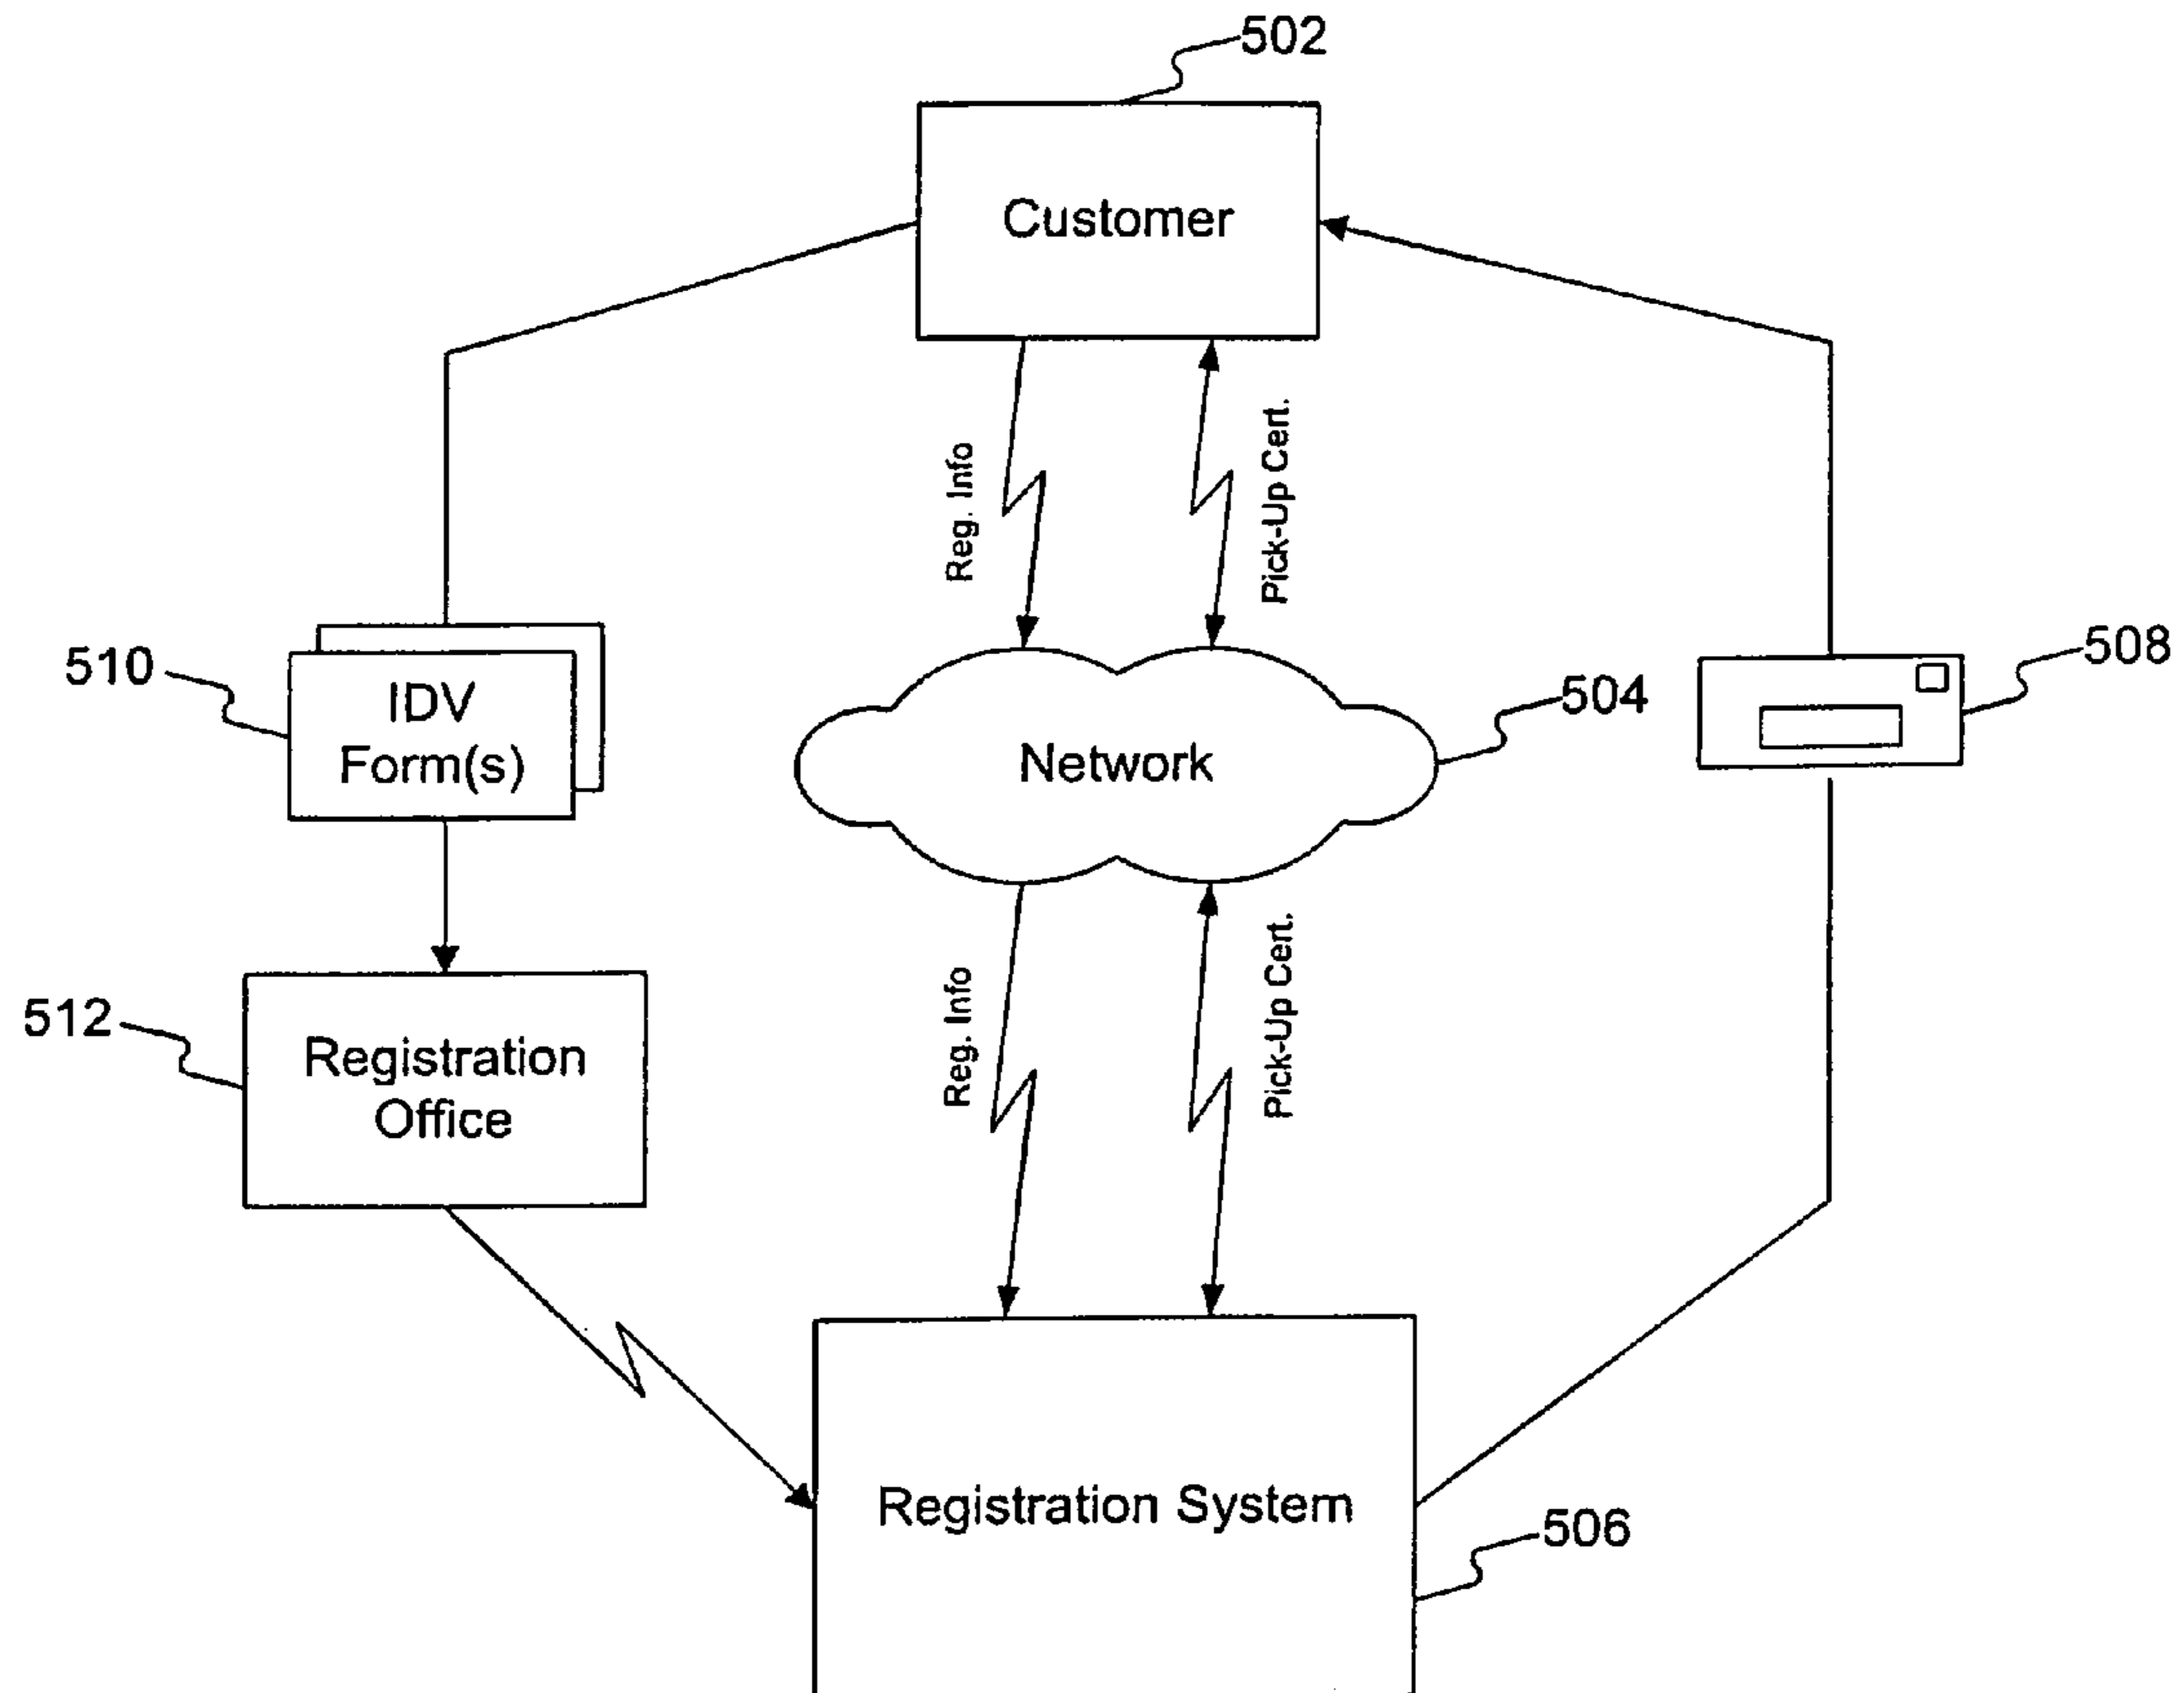 502
Customer
Reg. Info
Pick-Up Cert.
510
IDV
Form(s)
504
Network
508
512
Registration
Office
Reg. Info
Pick-Up Cert.
Registration System
506